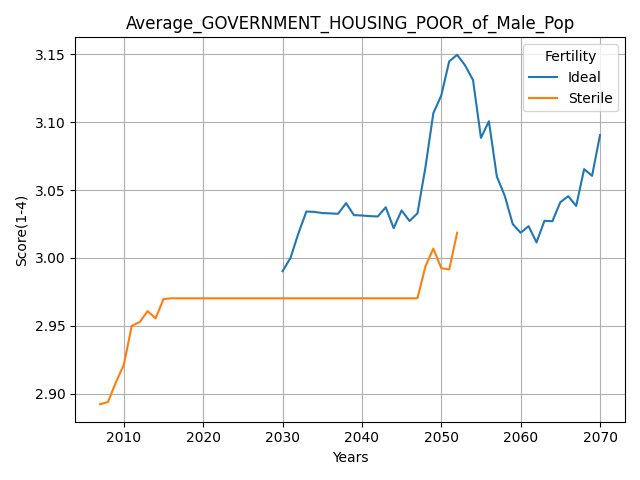 Average_GOVERNMENT_HOUSING_POOR_of_Male_Pop
Fertility
Ideal
Sterile
Score(1-4)
3.15
3.10
3.05
3.00
2.95
2.90
2010 2020 2030 2040 2050 2060 2070
Years